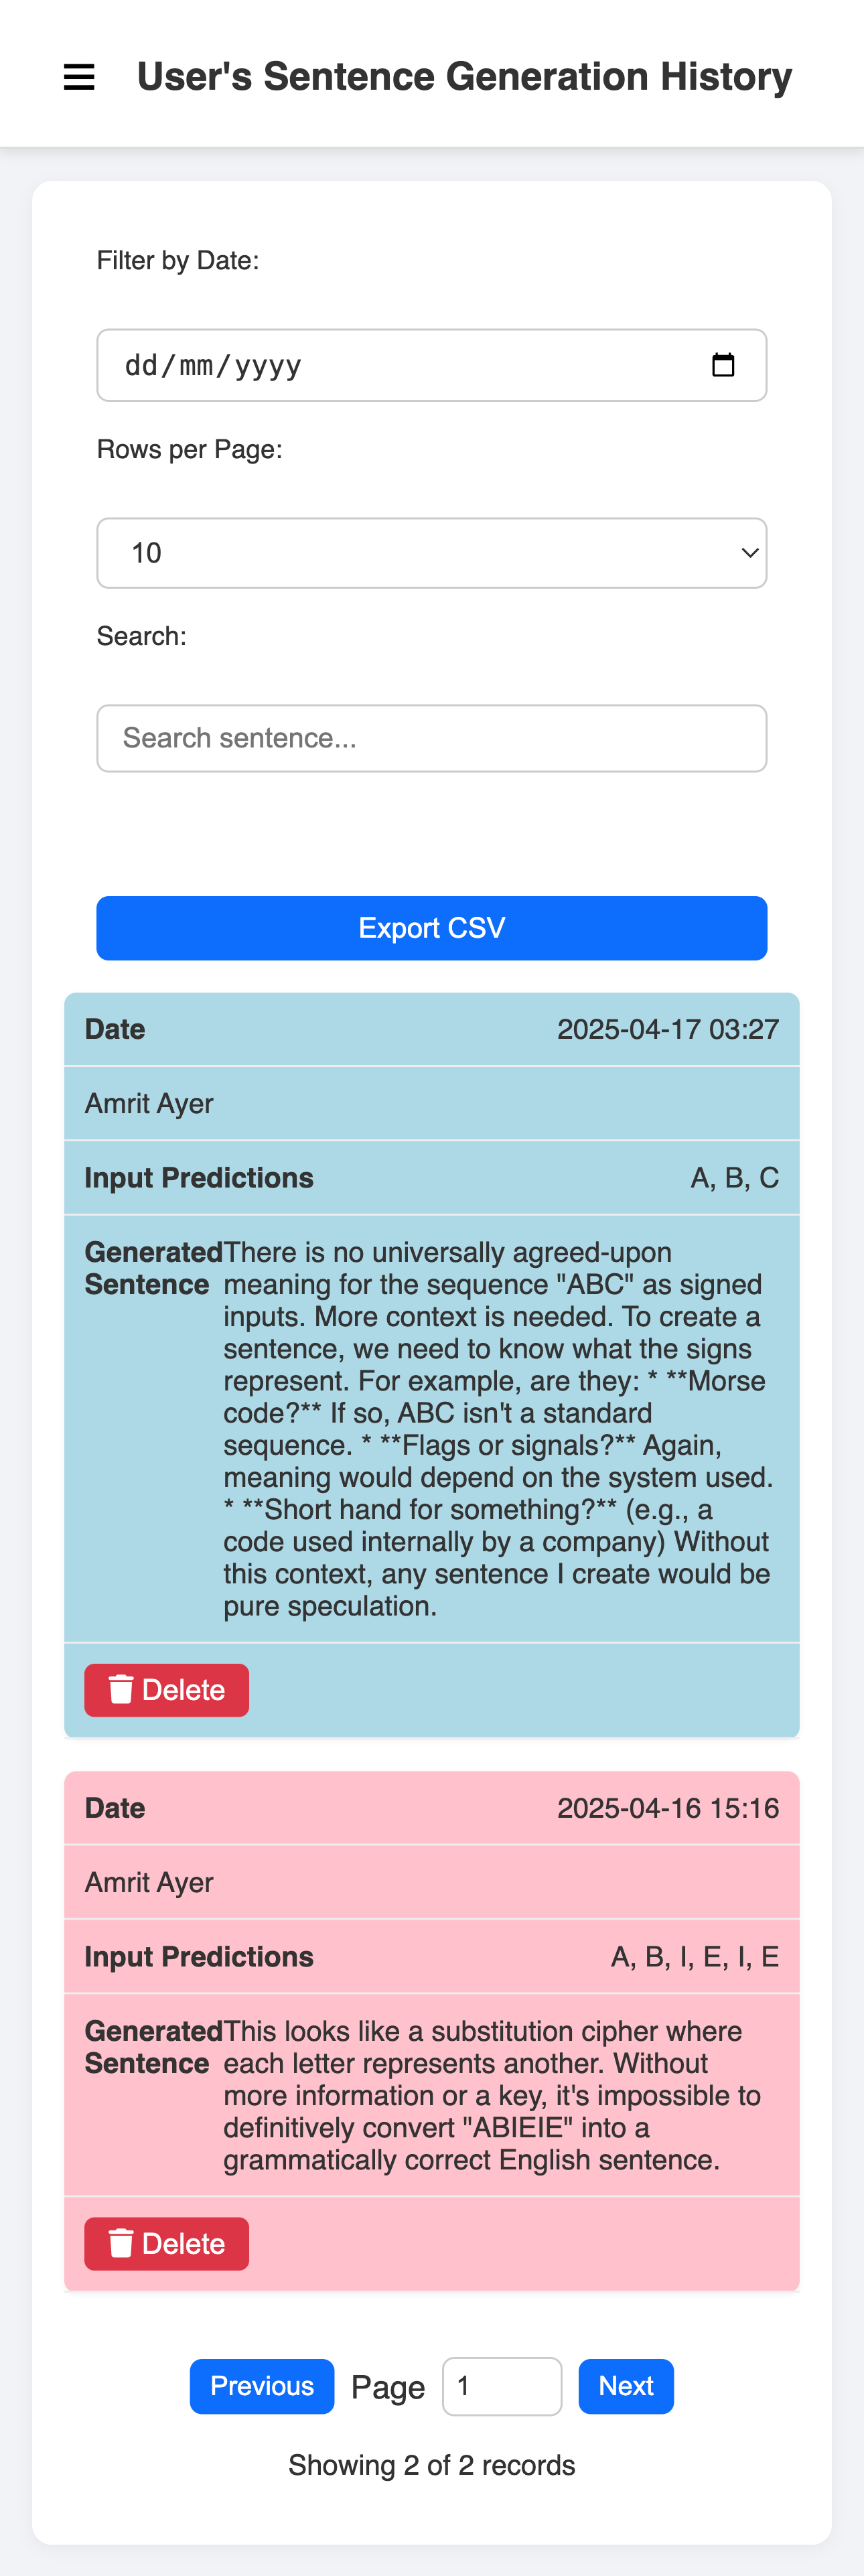 User's Sentence Generation History
Filter by Date:
dd/mm/yyyy
Rows per Page:
10
Search:
Search sentence...
Export CSV
Date 2025-04-17 03:27
Amrit Ayer
Input Predictions A, B, C
Generated Sentence
There is no universally agreed-upon
meaning for the sequence "ABC" as signed
inputs. More context is needed. To create a
sentence, we need to know what the signs
represent. For example, are they: * **Morse
code?** If so, ABC isn't a standard
sequence. * **Flags or signals?** Again,
meaning would depend on the system used.
* **Short hand for something?** (e.g., a
code used internally by a company) Without
this context, any sentence I create would be
pure speculation.
Delete
Date 2025-04-16 15:16
Amrit Ayer
Input Predictions A, B, I, E, I, E
Generated Sentence
This looks like a substitution cipher where
each letter represents another. Without
more information or a key, it's impossible to
definitively convert "ABIEIE" into a
grammatically correct English sentence.
Delete
Previous Page 1 Next
Showing 2 of 2 records